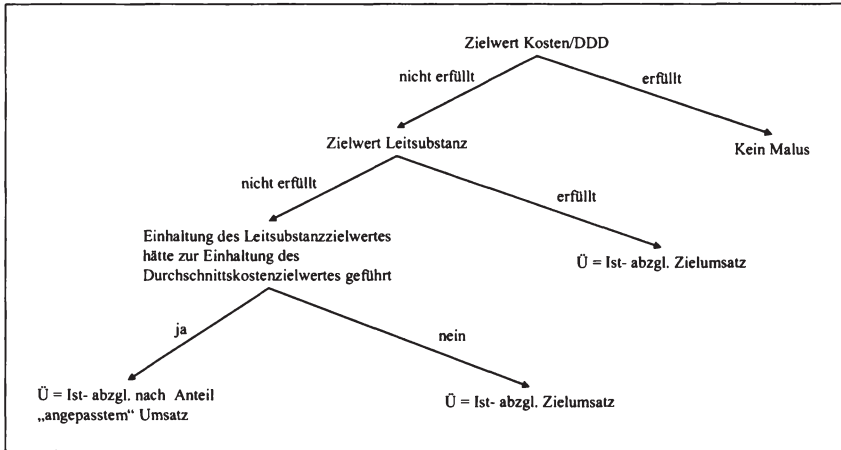 Zielwert Kosten/DDD
nicht erfüllt
erfüllt
Zielwert Leitsubstanz
Kein Malus
nicht erfüllt
erfüllt
Einhaltung des Leitsubstanzzielwertes
hätte zur Einhaltung des
Durchschnittskostenzielwertes geführt
Ü = Ist- abzgl. Zielumsatz
ja
nein
Ü = Ist- abzgl. nach Anteil
„angepasstem“ Umsatz
Ü = Ist- abzgl. Zielumsatz